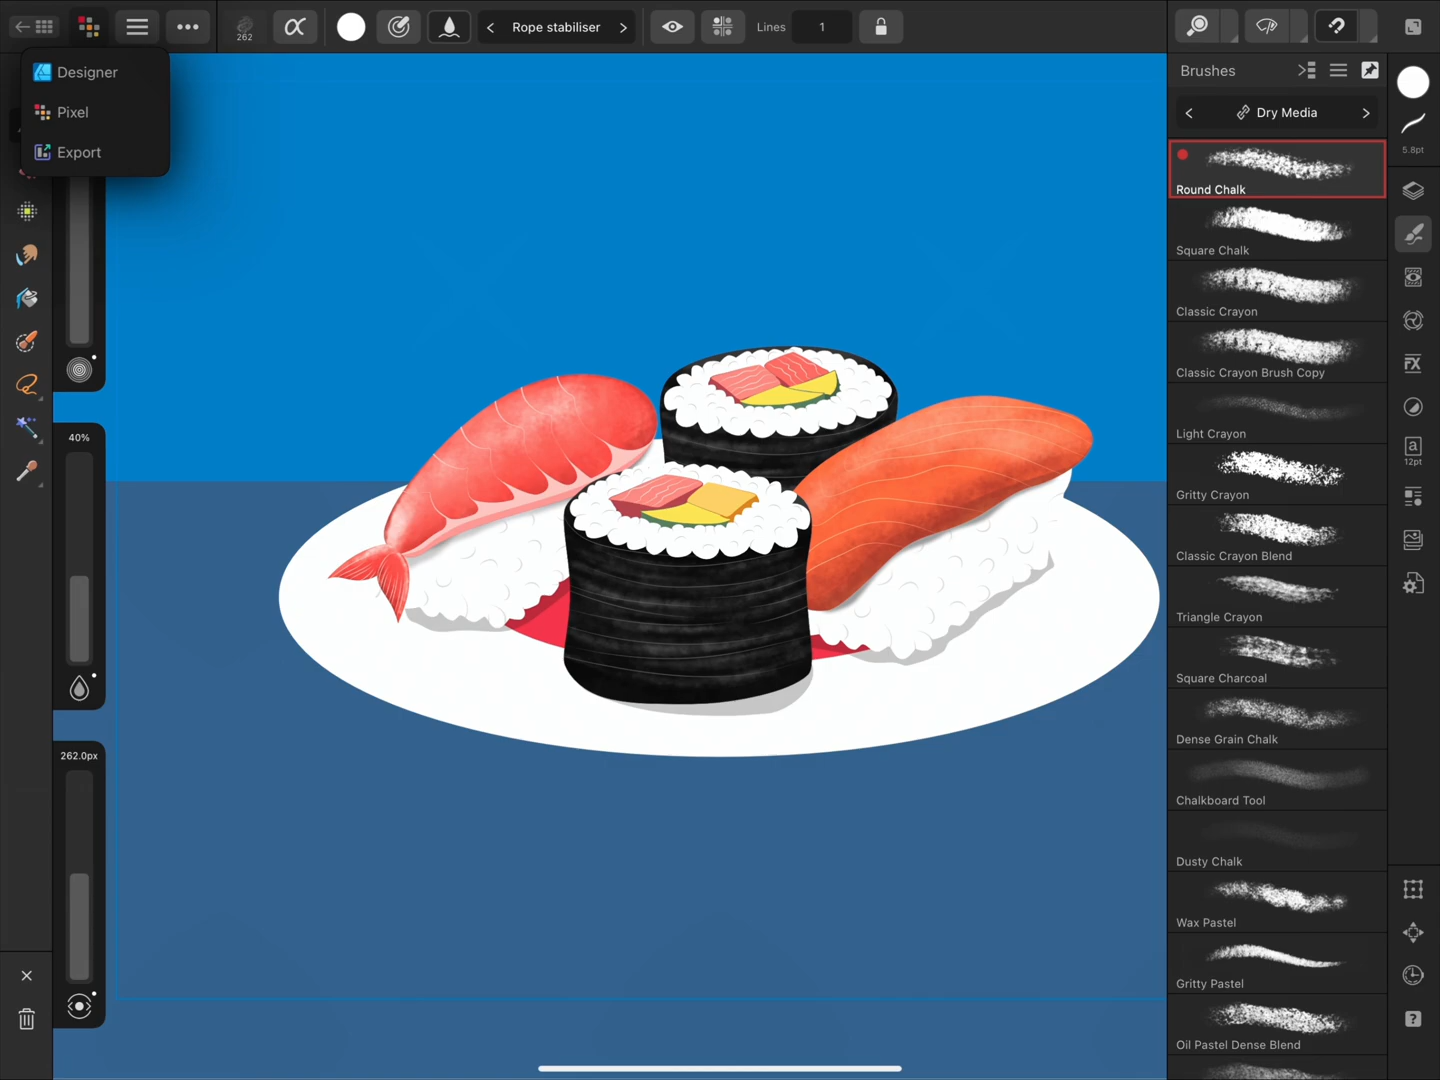 262
Rope stabiliser
Lines
1
Designer
Pixel
Export
40%
262.0px
Brushes
Dry Media
Round Chalk
Square Chalk
Classic Crayon
Classic Crayon Brush Copy
Light Crayon
Gritty Crayon
Classic Crayon Blend
Triangle Crayon
Square Charcoal
Dense Grain Chalk
Chalkboard Tool
Dusty Chalk
Wax Pastel
Gritty Pastel
Oil Pastel Dense Blend
5.8pt
FX
a
12pt
?